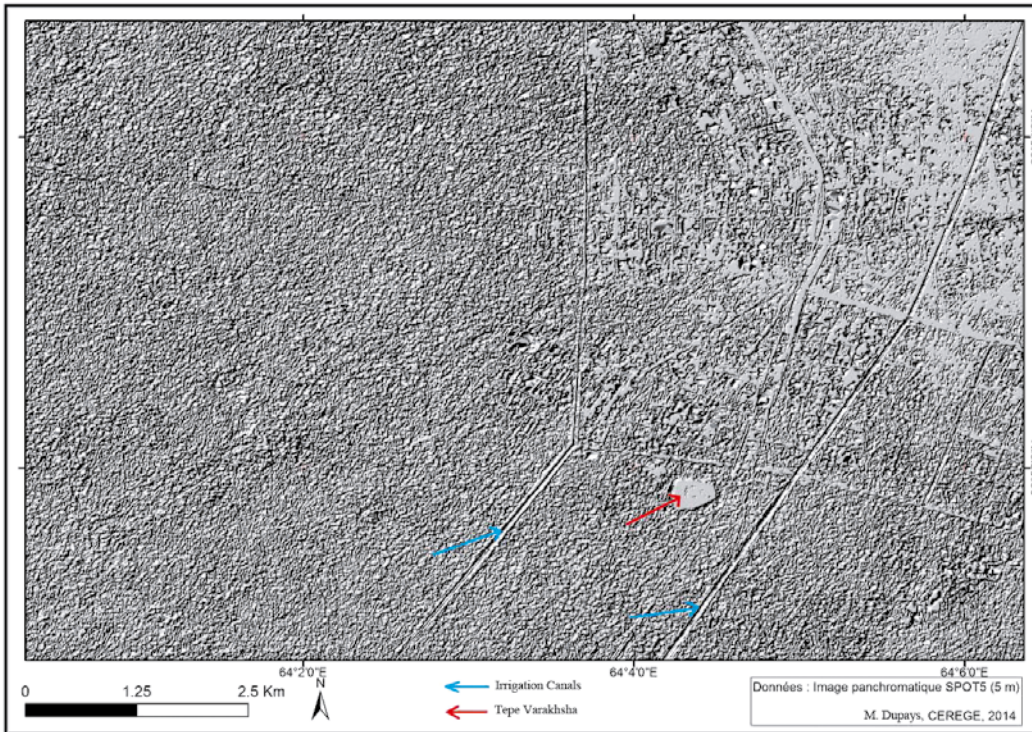 64°2'0"E
64°4'0"E
64°6'0"E
0 1.25 2.5 Km
N
Irrigation Canals
Tepe Varakhsha
Données : Image panchromatique SPOT5 (5 m)
M. Dupays, CEREGE, 2014